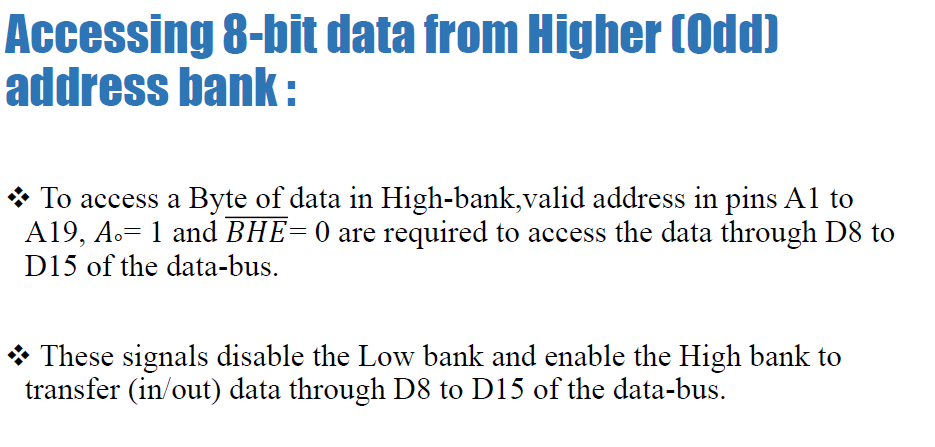 Accessing 8-bit data from Higher (Odd)
address bank :
❖ To access a Byte of data in High-bank,valid address in pins A1 to
A19, A₀= 1 and B̅H̅E̅= 0 are required to access the data through D8 to
D15 of the data-bus.
❖ These signals disable the Low bank and enable the High bank to
transfer (in/out) data through D8 to D15 of the data-bus.